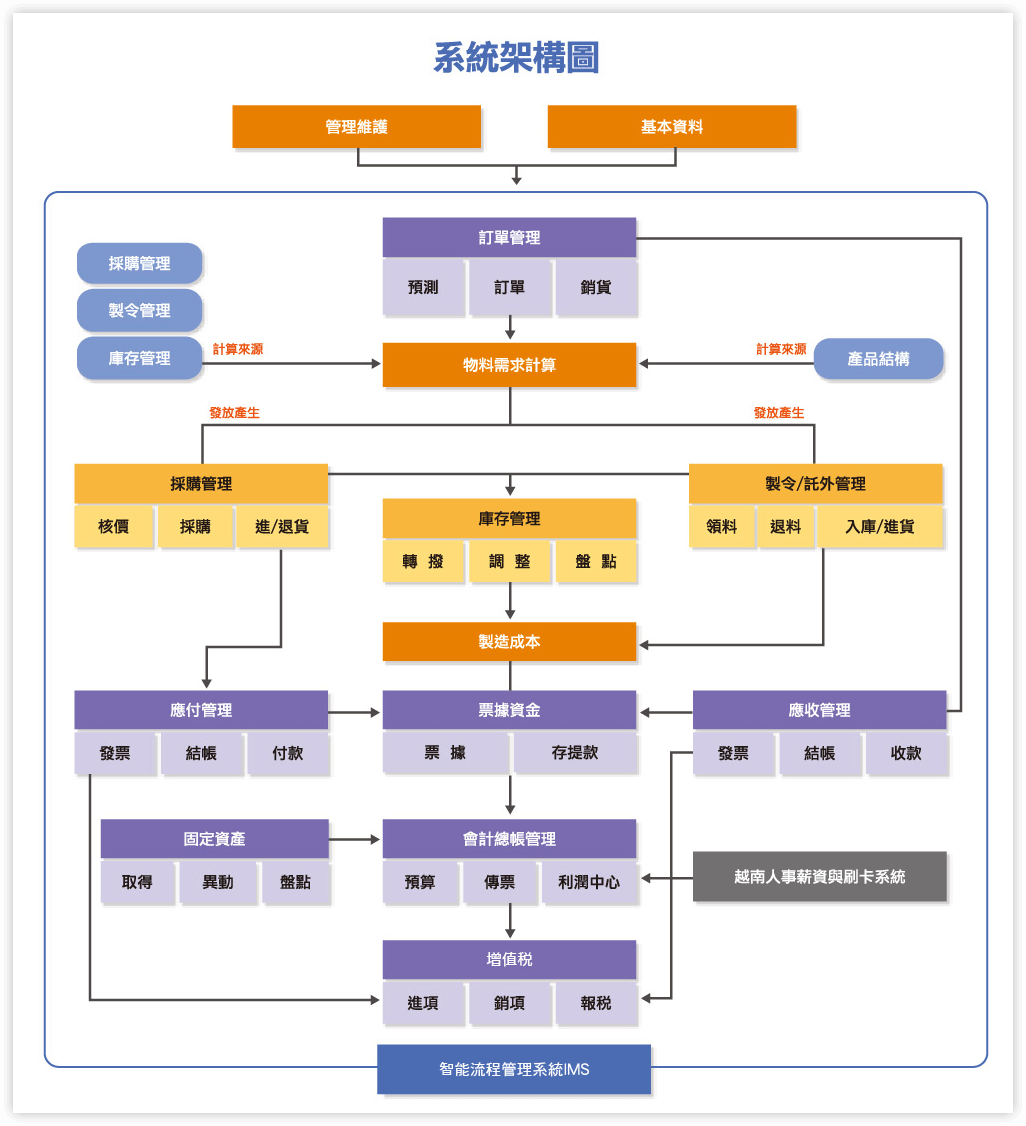 系統架構圖
管理維護
基本資料
訂單管理
預測
訂單
銷貨
採購管理
製令管理
庫存管理
計算來源
物料需求計算
計算來源
產品結構
發放產生
發放產生
採購管理
核價
採購
進/退貨
庫存管理
轉 撥
調 整
盤 點
製令/託外管理
領料
退料
入庫/進貨
製造成本
應付管理
發票
結帳
付款
票據資金
票 據
存提款
應收管理
發票
結帳
收款
固定資產
取得
異動
盤點
會計總帳管理
預算
傳票
利潤中心
越南人事薪資與刷卡系統
增值税
進項
銷項
報税
智能流程管理系統IMS